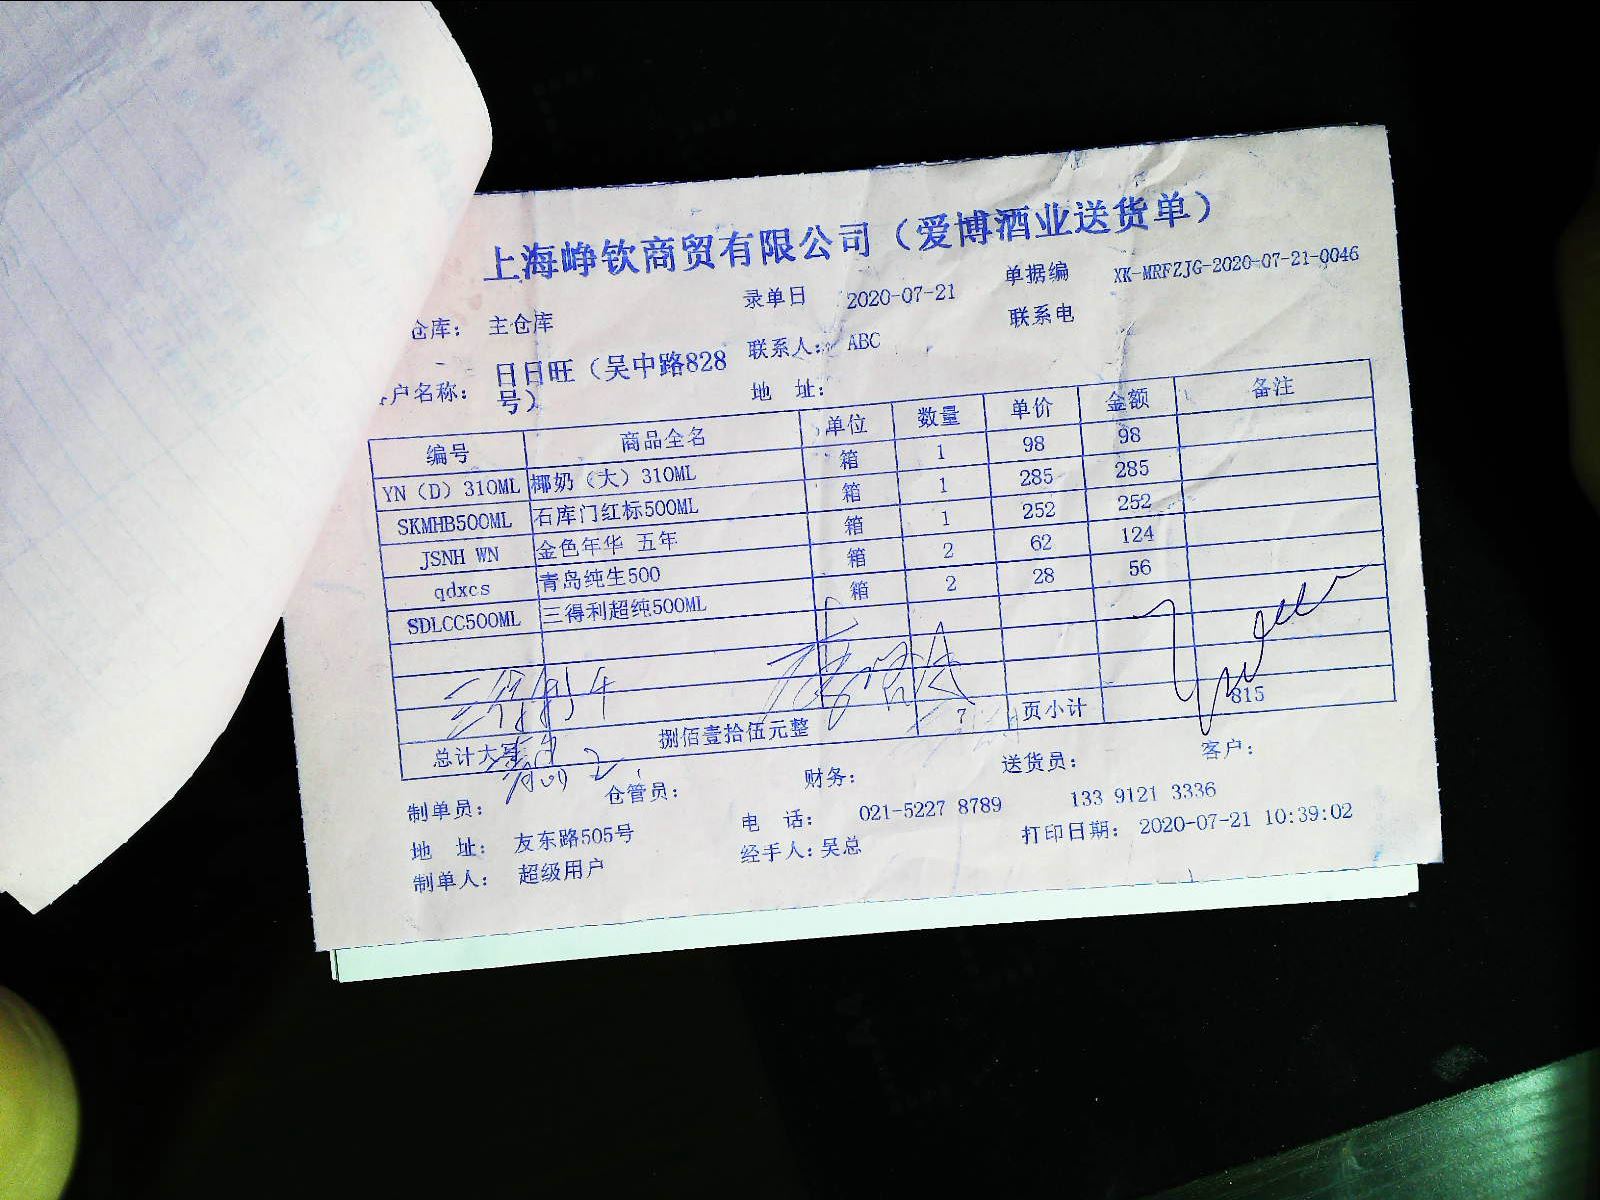 上海峥钦商贸有限公司（爱博酒业送货单）
仓库： 主仓库 录单日 2020-07-21 单据编 XK-MRFZJG-2020-07-21-0046
户名称： 日日旺（吴中路828号） 联系人： ABC 联系电
地 址：
编号 商品全名 单位 数量 单价 金额 备注
YN（D）310ML 椰奶（大）310ML 箱 1 98 98
SKMHB500ML 石库门红标500ML 箱 1 285 285
JSNH WN 金色年华 五年 箱 1 252 252
qdxcs 青岛纯生500 箱 2 62 124
SDLCC500ML 三得利超纯500ML 箱 2 28 56
总计大写 捌佰壹拾伍元整 7 页小计 815
制单员： 仓管员： 财务： 送货员： 客户：
地 址： 友东路505号 电 话： 021-5227 8789 133 9121 3336
制单人： 超级用户 经手人：吴总 打印日期： 2020-07-21 10:39:02